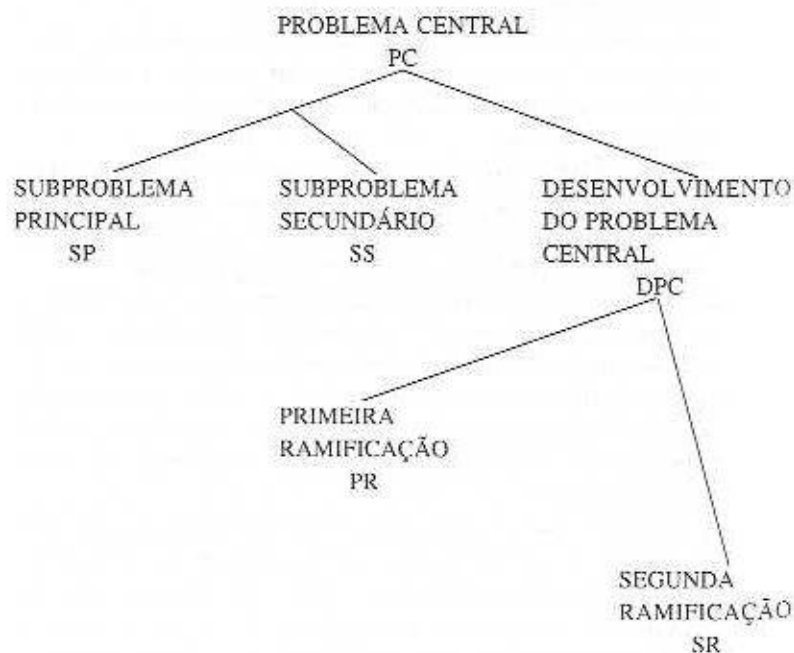 PROBLEMA CENTRAL
PC
SUBPROBLEMA
PRINCIPAL
SP
SUBPROBLEMA
SECUNDÁRIO
SS
DESENVOLVIMENTO
DO PROBLEMA
CENTRAL
DPC
PRIMEIRA
RAMIFICAÇÃO
PR
SEGUNDA
RAMIFICAÇÃO
SR